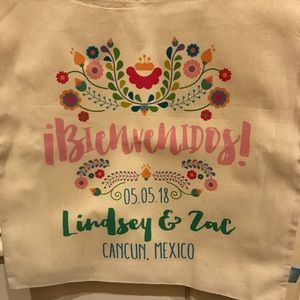 ¡Bienvenidos!
05.05.18
Lindsey & Zac
Cancun, Mexico